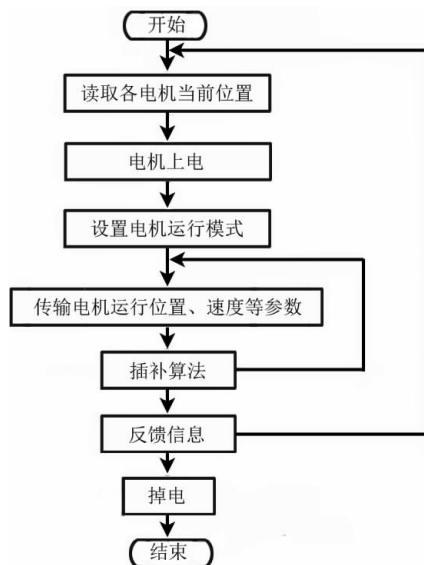 开始
读取各电机当前位置
电机上电
设置电机运行模式
传输电机运行位置、速度等参数
插补算法
反馈信息
掉电
结束